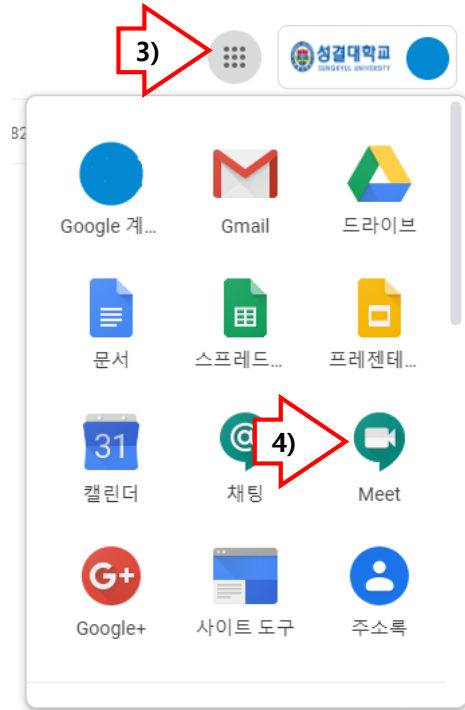 3)
성결대학교
SUNGKYUL UNIVERSITY
82
Google 계...
Gmail
드라이브
문서
스프레드...
프레젠테...
31
@
4)
캘린더
채팅
Meet
G+
Google+
사이트 도구
주소록